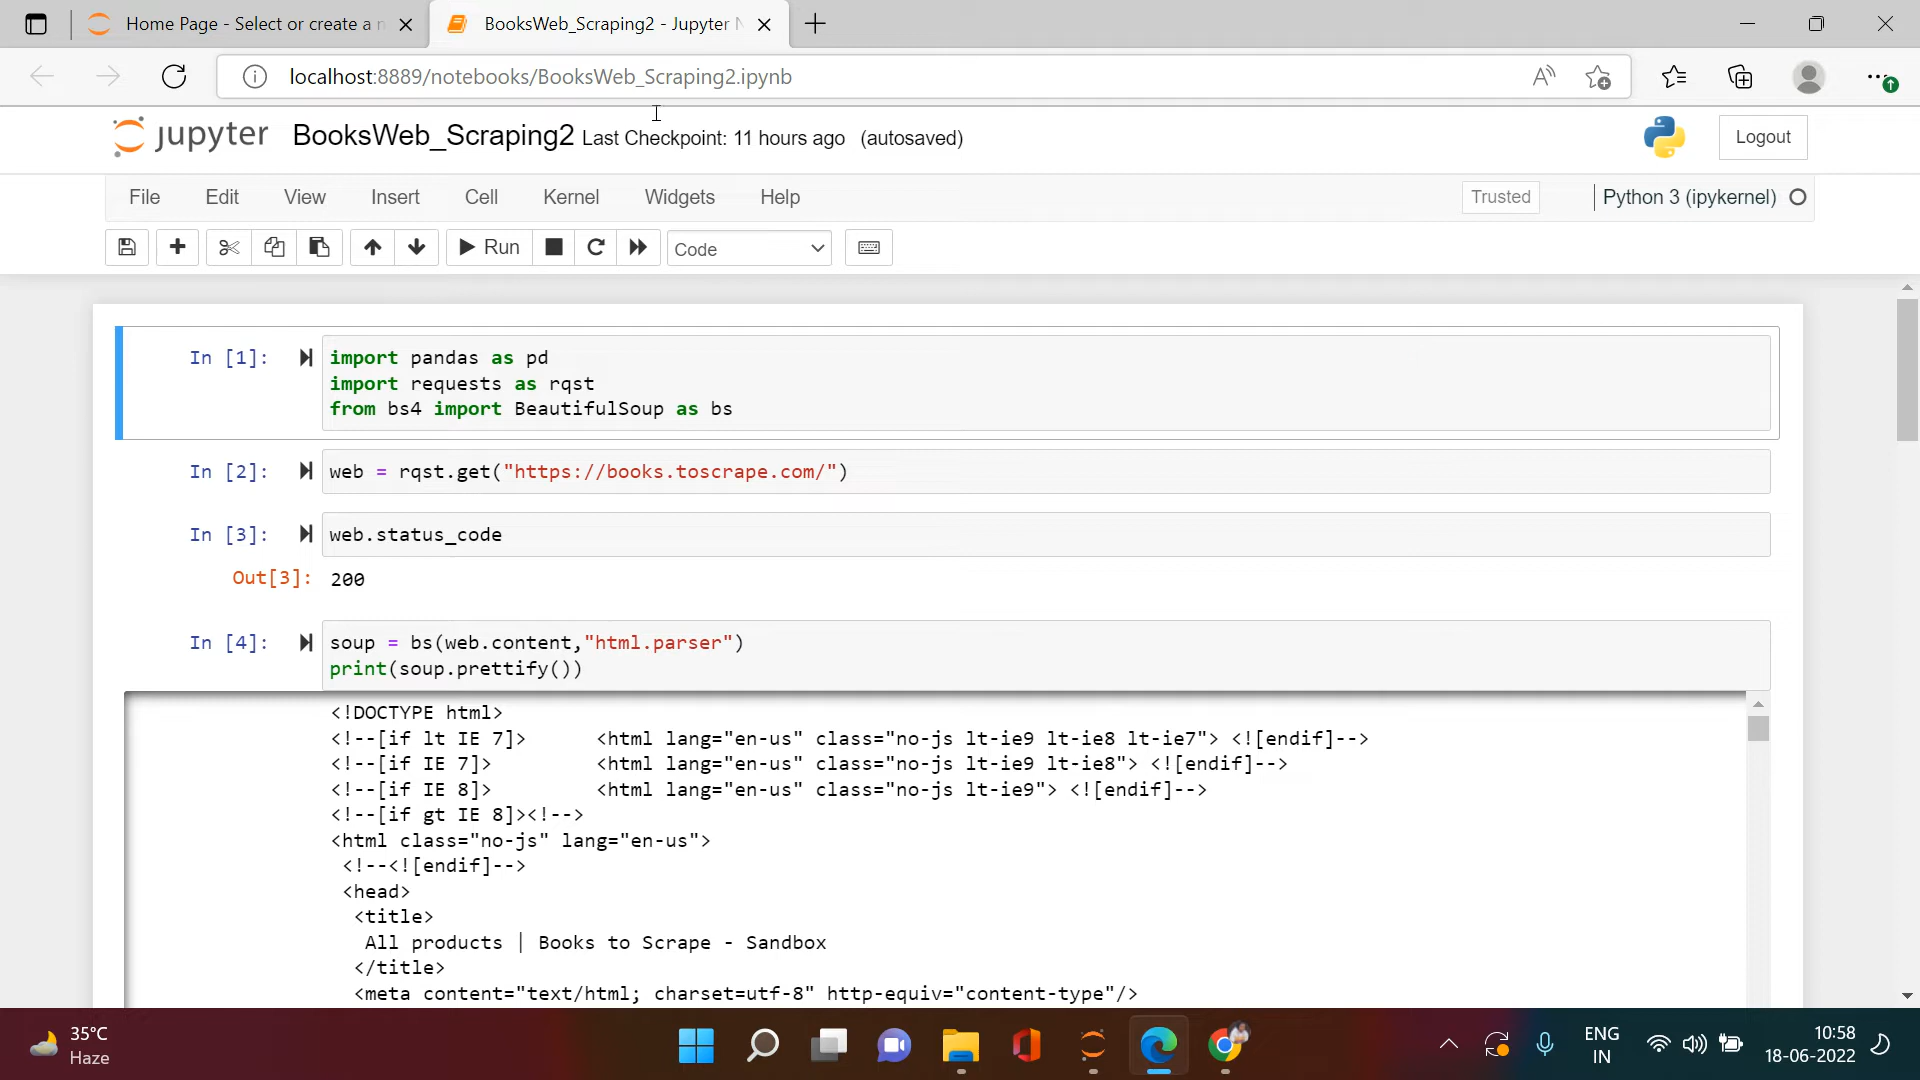 Home Page - Select or create a n
BooksWeb_Scraping2 - Jupyter N
localhost:8889/notebooks/BooksWeb_Scraping2.ipynb
jupyter BooksWeb_Scraping2 Last Checkpoint: 11 hours ago (autosaved)
Logout
File Edit View Insert Cell Kernel Widgets Help
Trusted
Python 3 (ipykernel)
Run
Code
In [1]:
import pandas as pd
import requests as rqst
from bs4 import BeautifulSoup as bs
In [2]:
web = rqst.get("https://books.toscrape.com/")
In [3]:
web.status_code
Out[3]: 200
In [4]:
soup = bs(web.content,"html.parser")
print(soup.prettify())
<!DOCTYPE html>
<!--[if lt IE 7]>      <html lang="en-us" class="no-js lt-ie9 lt-ie8 lt-ie7"> <![endif]-->
<!--[if IE 7]>         <html lang="en-us" class="no-js lt-ie9 lt-ie8"> <![endif]-->
<!--[if IE 8]>         <html lang="en-us" class="no-js lt-ie9"> <![endif]-->
<!--[if gt IE 8]><!-->
<html class="no-js" lang="en-us">
<!--<![endif]-->
<head>
<title>
All products | Books to Scrape - Sandbox
</title>
<meta content="text/html; charset=utf-8" http-equiv="content-type"/>
35°C
Haze
ENG
IN
10:58
18-06-2022